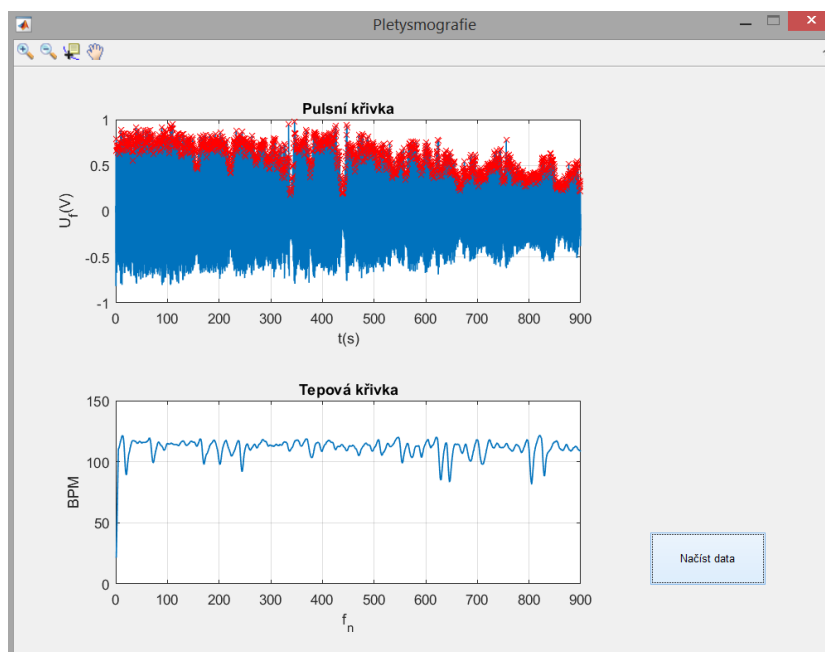 Pletysmografie
Pulsní křivka
1
0.5
0
-0.5
-1
U_f(V)
0 100 200 300 400 500 600 700 800 900
t(s)
Tepová křivka
150
100
50
0
BPM
0 100 200 300 400 500 600 700 800 900
f_n
Načíst data